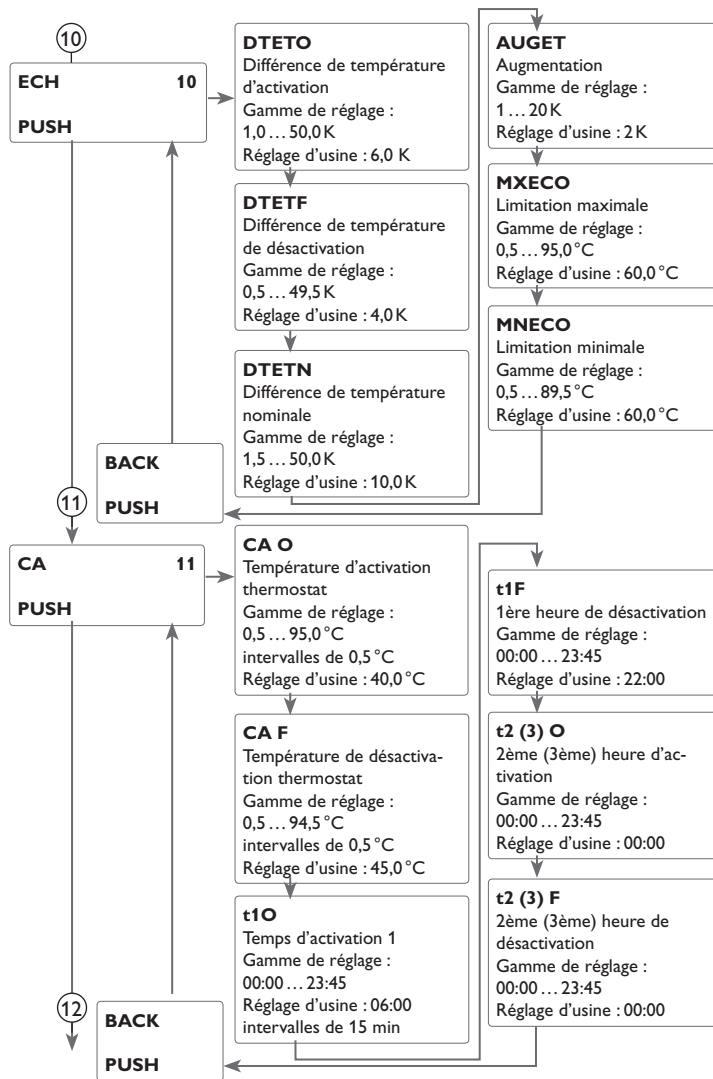 10
ECH 10
PUSH
DTETO
Différence de température
d'activation
Gamme de réglage :
1,0 … 50,0 K
Réglage d'usine : 6,0 K
DTETF
Différence de température
de désactivation
Gamme de réglage :
0,5 … 49,5 K
Réglage d'usine : 4,0 K
DTETN
Différence de température
nominale
Gamme de réglage :
1,5 … 50,0 K
Réglage d'usine : 10,0 K
AUGET
Augmentation
Gamme de réglage :
1 … 20 K
Réglage d'usine : 2 K
MXECO
Limitation maximale
Gamme de réglage :
0,5 … 95,0 °C
Réglage d'usine : 60,0 °C
MNECO
Limitation minimale
Gamme de réglage :
0,5 … 89,5 °C
Réglage d'usine : 60,0 °C
BACK
PUSH
11
CA 11
PUSH
CA O
Température d'activation
thermostat
Gamme de réglage :
0,5 … 95,0 °C
intervalles de 0,5 °C
Réglage d'usine : 40,0 °C
CA F
Température de désactiva-
tion thermostat
Gamme de réglage :
0,5 … 94,5 °C
intervalles de 0,5 °C
Réglage d'usine : 45,0 °C
t1O
Temps d'activation 1
Gamme de réglage :
00:00 … 23:45
Réglage d'usine : 06:00
intervalles de 15 min
t1F
1ère heure de désactivation
Gamme de réglage :
00:00 … 23:45
Réglage d'usine : 22:00
t2 (3) O
2ème (3ème) heure d'ac-
tivation
Gamme de réglage :
00:00 … 23:45
Réglage d'usine : 00:00
t2 (3) F
2ème (3ème) heure de
désactivation
Gamme de réglage :
00:00 … 23:45
Réglage d'usine : 00:00
12
BACK
PUSH